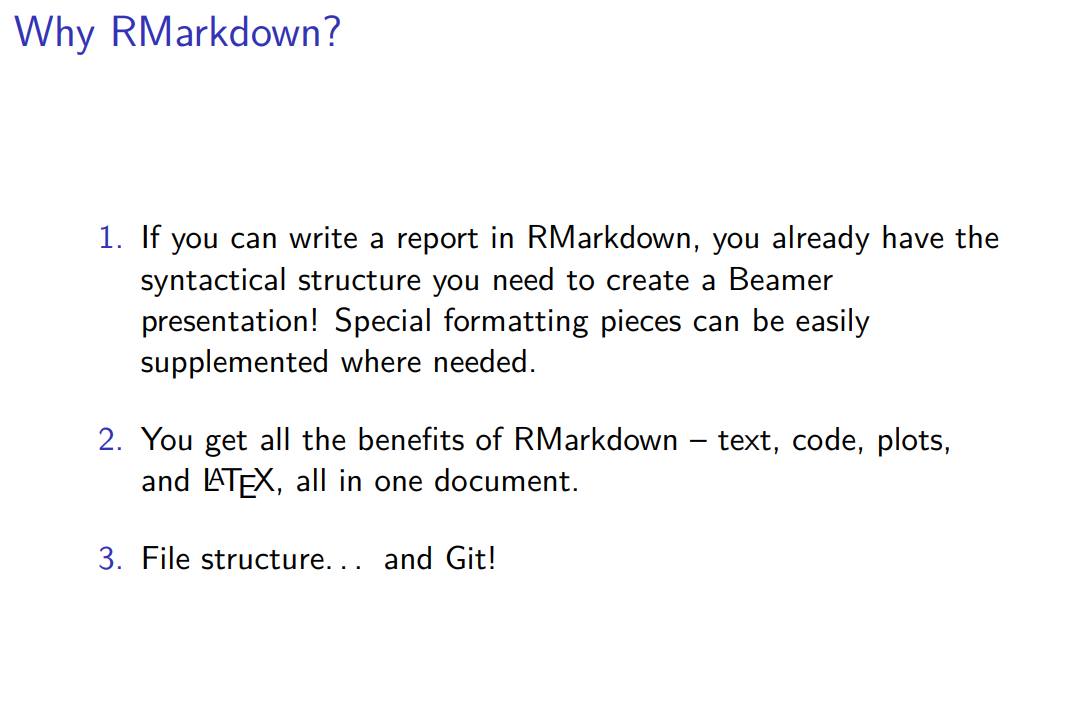 Why RMarkdown?
1. If you can write a report in RMarkdown, you already have the
syntactical structure you need to create a Beamer
presentation! Special formatting pieces can be easily
supplemented where needed.
2. You get all the benefits of RMarkdown – text, code, plots,
and LATEX, all in one document.
3. File structure... and Git!